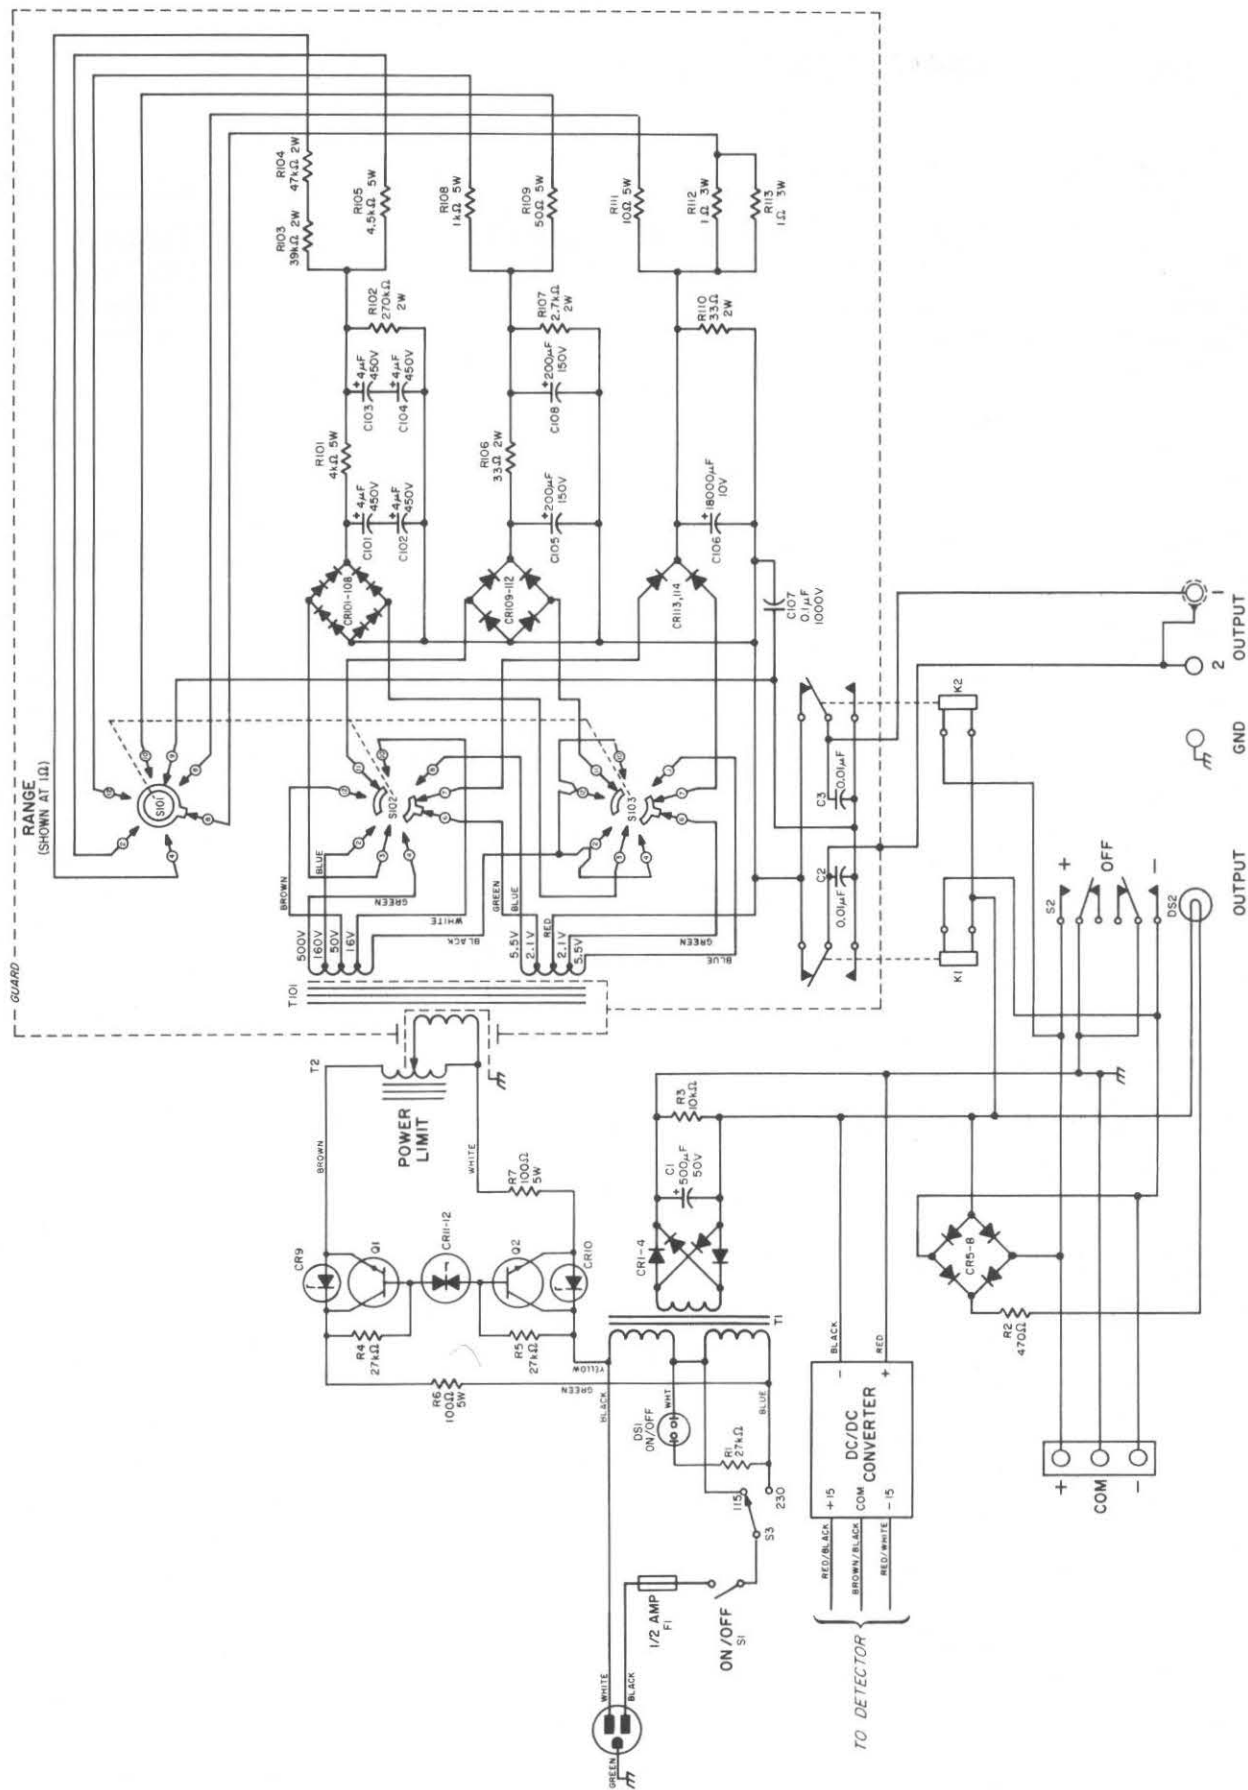 GUARD
RANGE
(SHOWN AT 1Ω)
S101
R104
47kΩ 2W
R103
39kΩ 2W
R105
4.5kΩ 5W
R108
1kΩ 5W
R109
50Ω 5W
R111
10Ω 5W
R112
1Ω 3W
R113
1Ω 3W
R102
270kΩ
2W
R107
2.7kΩ
2W
R110
33Ω
2W
+4µF
450V
C103
+4µF
450V
C104
+200µF
150V
C108
R101
4kΩ 5W
R106
33Ω 2W
+4µF
450V
C101
+4µF
450V
C102
+200µF
150V
C105
+18000µF
10V
C106
CR101-108
CR109-112
CR113,114
C107
0.1µF
1000V
S102
S103
BROWN
BLUE
GREEN
WHITE
BLACK
500V
160V
50V
16V
GREEN
BLUE
RED
5.5V
2.1V
2.1V
5.5V
GREEN
BLUE
T101
C3
0.01µF
C2
0.01µF
K2
K1
1
2
OUTPUT
GND
S2
+
OFF
-
DS2
OUTPUT
T2
POWER
LIMIT
BROWN
WHITE
R7
100Ω
5W
CR9
Q1
CR11-12
Q2
CR10
R4
27kΩ
R5
27kΩ
R6
100Ω
5W
YELLOW
GREEN
R3
10kΩ
C1
+ 500µF
50V
CR1-4
T1
BLACK
WHT
BLUE
DS1
ON/OFF
R1
27kΩ
115
230
S3
1/2 AMP
F1
ON/OFF
S1
WHITE
BLACK
GREEN
BLACK
RED
-
+
DC/DC
CONVERTER
+15
COM
-15
RED/BLACK
BROWN/BLACK
RED/WHITE
TO DETECTOR
CR5-8
R2
470Ω
+
COM
-